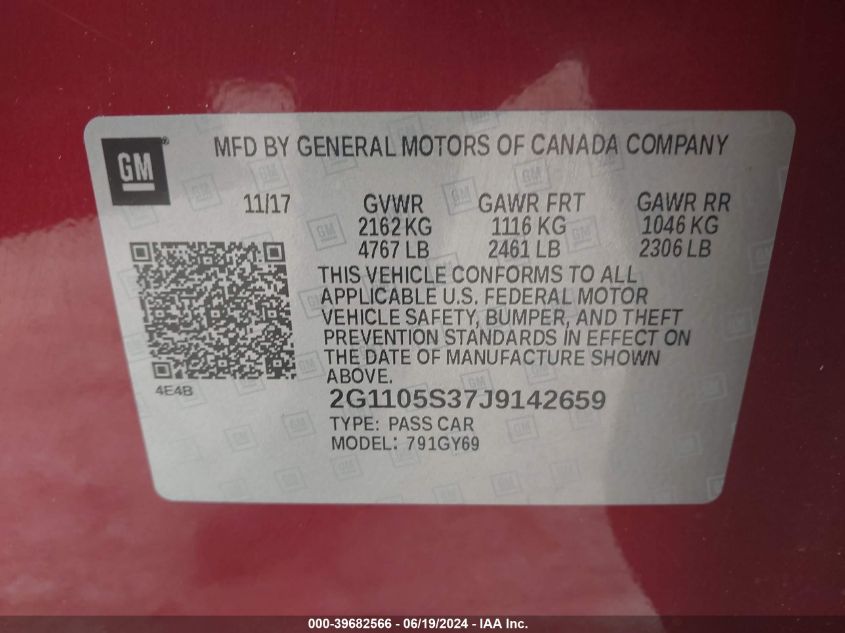 GM
MFD BY GENERAL MOTORS OF CANADA COMPANY
11/17 GVWR GAWR FRT GAWR RR
2162 KG 1116 KG 1046 KG
4767 LB 2461 LB 2306 LB
THIS VEHICLE CONFORMS TO ALL
APPLICABLE U.S. FEDERAL MOTOR
VEHICLE SAFETY, BUMPER, AND THEFT
PREVENTION STANDARDS IN EFFECT ON
THE DATE OF MANUFACTURE SHOWN
ABOVE.
4E4B
2G1105S37J9142659
TYPE: PASS CAR
MODEL: 791GY69
000-39682566 - 06/19/2024 - IAA Inc.